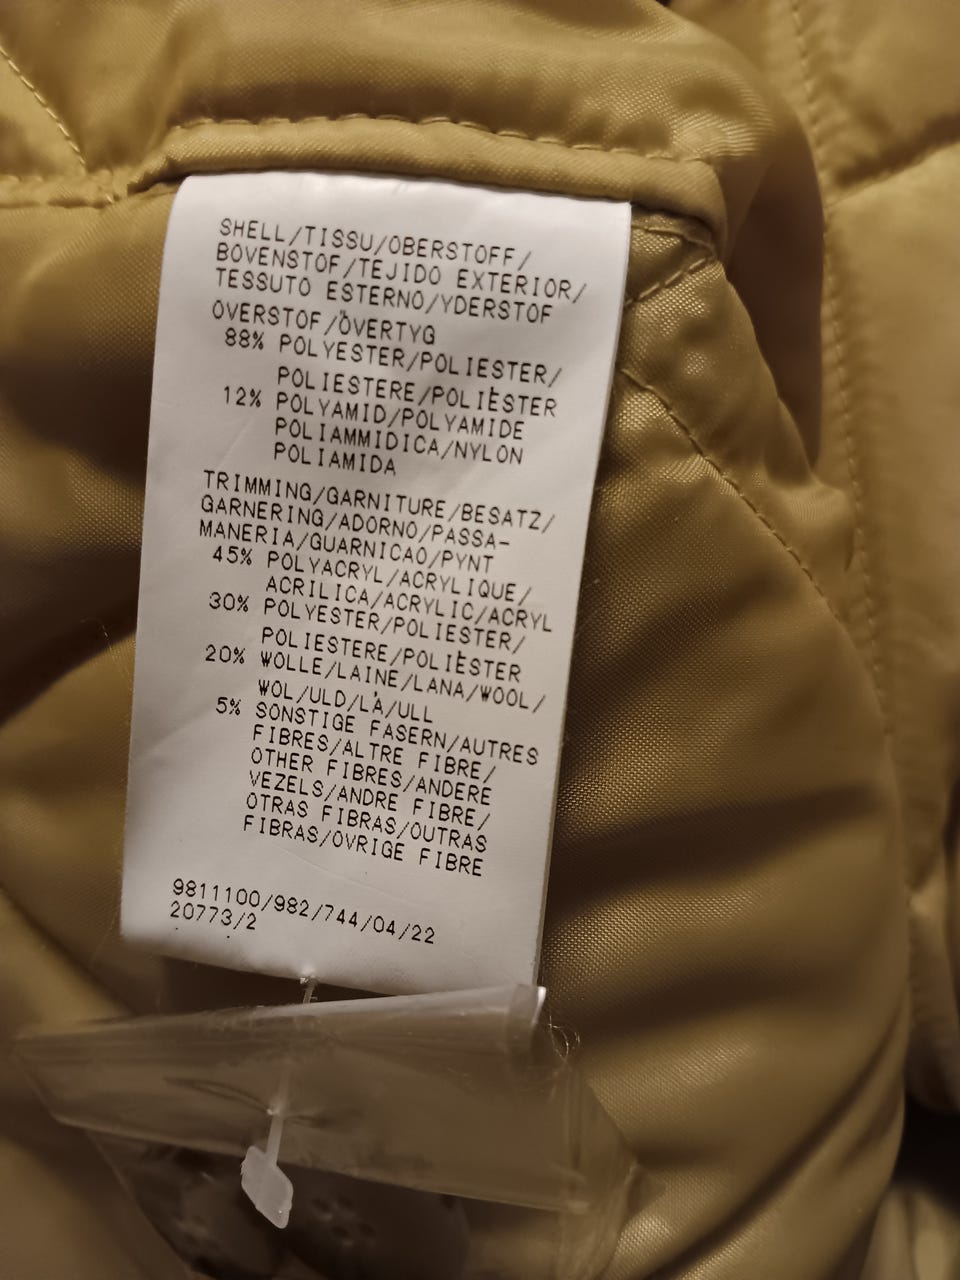 SHELL/TISSU/OBERSTOFF/
BOVENSTOF/TEJIDO EXTERIOR/
TESSUTO ESTERNO/YDERSTOF
OVERSTOF/ÖVERTYG
88% POLYESTER/POLIESTER/
POLIESTERE/POLIÈSTER
12% POLYAMID/POLYAMIDE
POLIAMMIDICA/NYLON
POLIAMIDA
TRIMMING/GARNITURE/BESATZ/
GARNERING/ADORNO/PASSA-
MANERIA/GUARNICAO/PYNT
45% POLYACRYL/ACRYLIQUE/
ACRILICA/ACRYLIC/ACRYL
30% POLYESTER/POLIESTER/
POLIESTERE/POLIÈSTER
20% WOLLE/LAINE/LANA/WOOL/
WOL/ULD/LÀ/ULL
5% SONSTIGE FASERN/AUTRES
FIBRES/ALTRE FIBRE/
OTHER FIBRES/ANDERE
VEZELS/ANDRE FIBRE/
OTRAS FIBRAS/OUTRAS
FIBRAS/OVRIGE FIBRE
9811100/982/744/04/22
20773/2